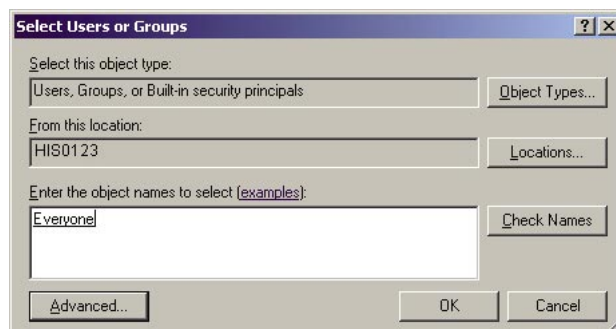 Select Users or Groups
Select this object type:
Users, Groups, or Built-in security principals
Object Types...
From this location:
HIS0123
Locations...
Enter the object names to select (examples):
Everyone
Check Names
Advanced...
OK
Cancel